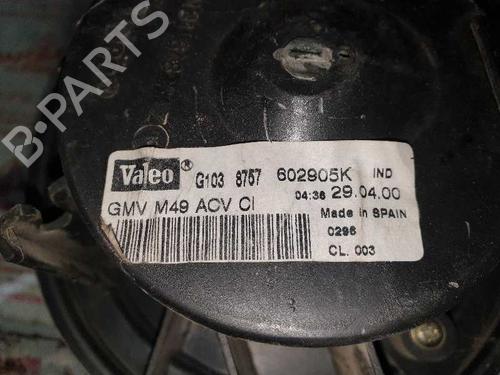 B-PARTS
Valeo® G103 8757 602905K IND
04:36 29.04.00
GMV M49 ACV CI
Made in SPAIN
0296
CL. 003